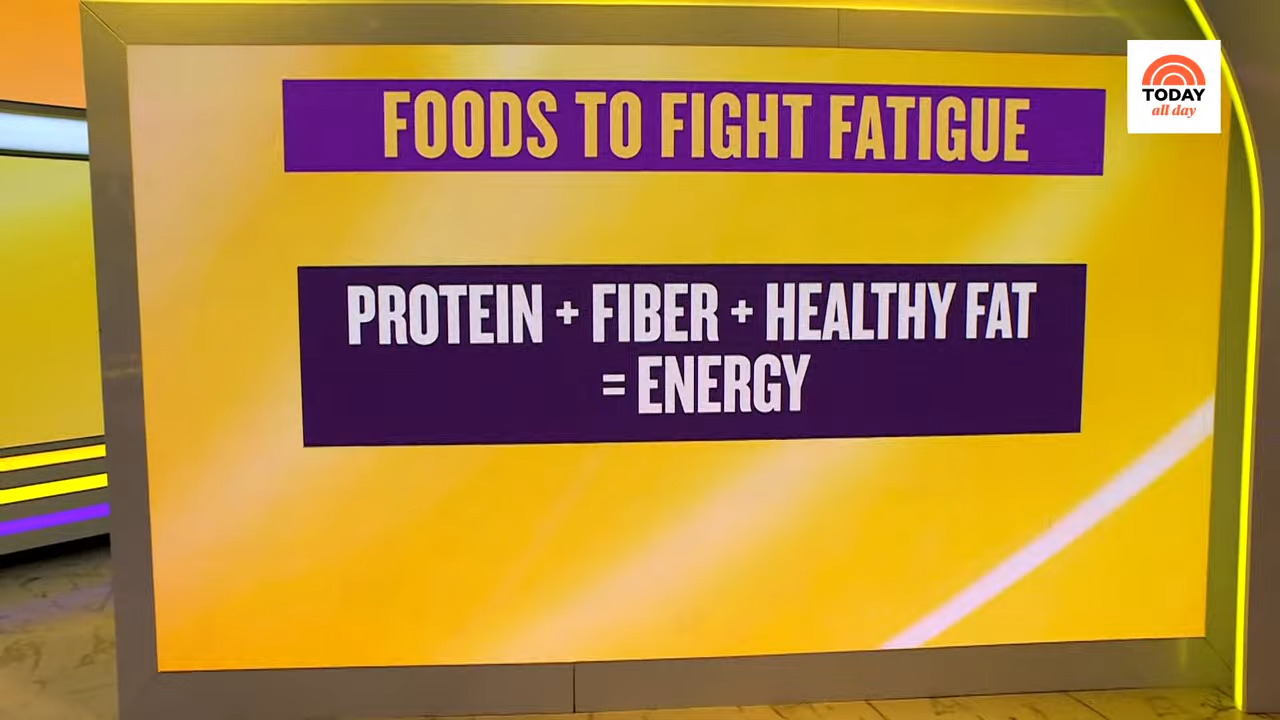 FOODS TO FIGHT FATIGUE
PROTEIN + FIBER + HEALTHY FAT
= ENERGY
TODAY
all day